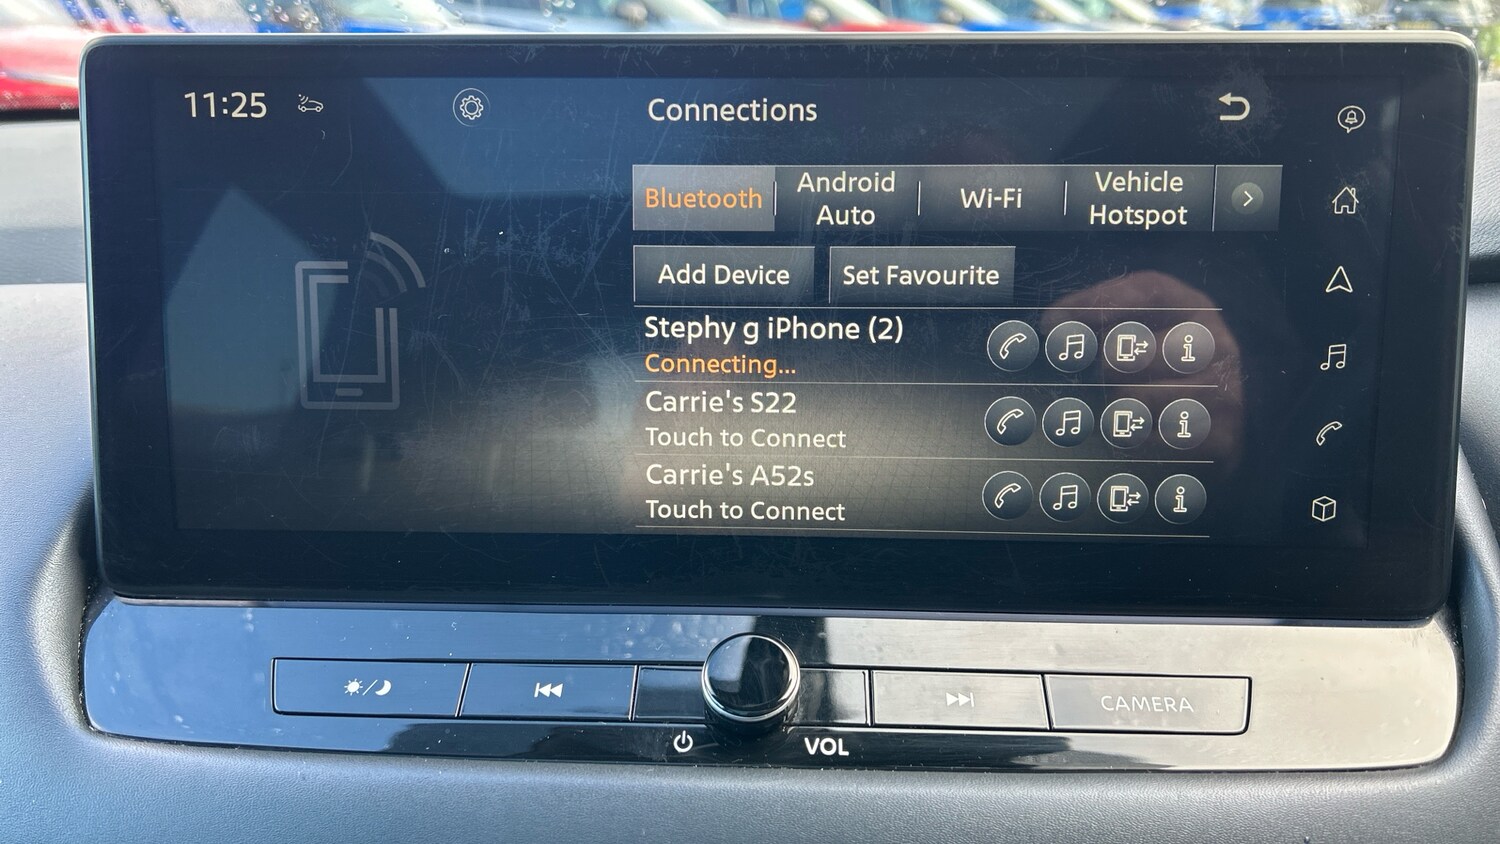 11:25
Connections
Bluetooth
Android
Auto
Wi-Fi
Vehicle
Hotspot
Add Device
Set Favourite
Stephy g iPhone (2)
Connecting...
Carrie's S22
Touch to Connect
Carrie's A52s
Touch to Connect
CAMERA
VOL